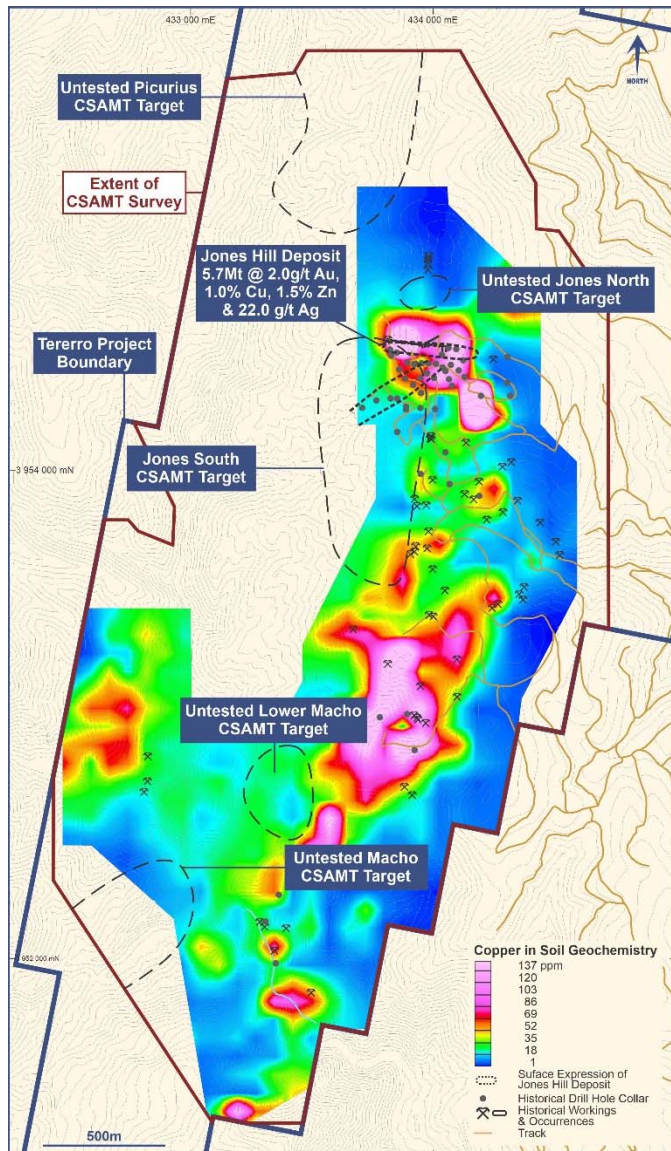 433 000 mE
434 000 mE
NORTH
Untested Picurius
CSAMT Target
Extent of
CSAMT Survey
Jones Hill Deposit
5.7Mt @ 2.0g/t Au,
1.0% Cu, 1.5% Zn
& 22.0 g/t Ag
Untested Jones North
CSAMT Target
Tererro Project
Boundary
Jones South
CSAMT Target
3 954 000 mN
Untested Lower Macho
CSAMT Target
Untested Macho
CSAMT Target
952 000 mN
Copper in Soil Geochemistry
137 ppm
120
103
86
69
52
35
18
1
Suface Expression of
Jones Hill Deposit
Historical Drill Hole Collar
Historical Workings
& Occurrences
Track
500m